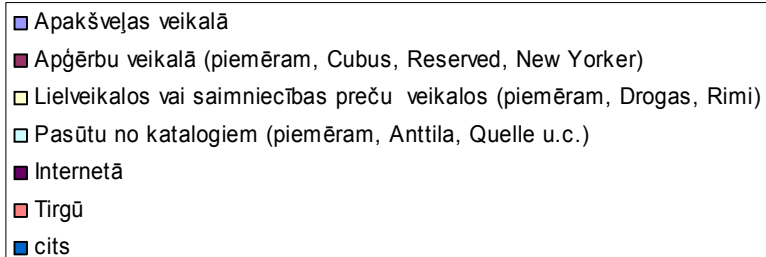 Apakšveļas veikalā
Apģērbu veikalā (piemēram, Cubus, Reserved, New Yorker)
Lielveikalos vai saimniecības preču veikalos (piemēram, Drogas, Rimi)
Pasūtu no katalogiem (piemēram, Anttila, Quelle u.c.)
Internetā
Tirgū
cits